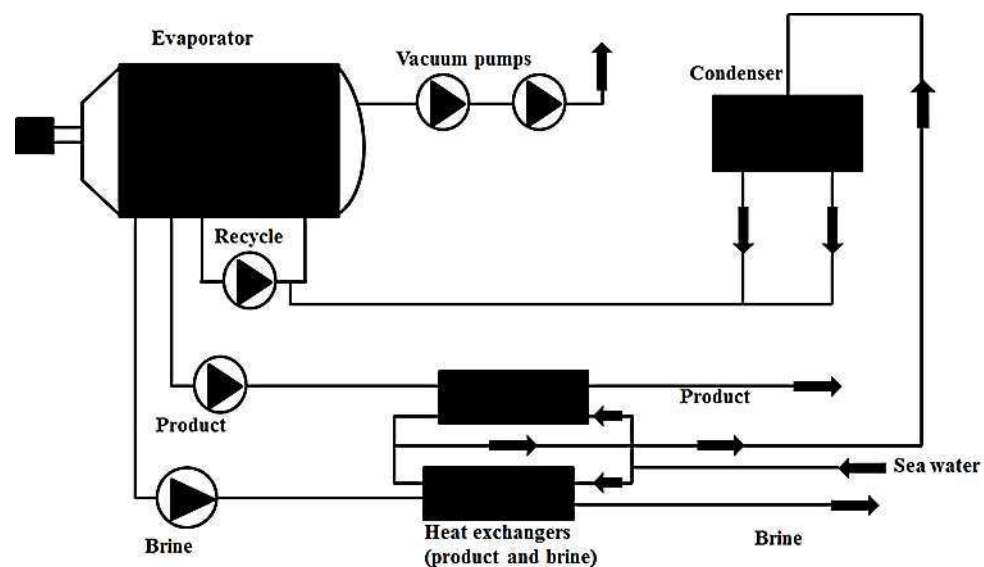 Evaporator
Vacuum pumps
Condenser
Recycle
Product
Product
Sea water
Heat exchangers
(product and brine)
Brine
Brine